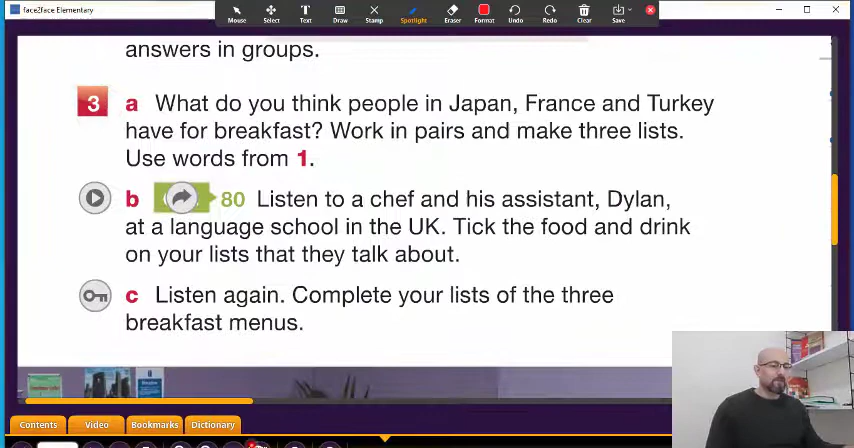 face2face Elementary
Mouse Select Text Draw Stamp Spotlight Eraser Format Undo Redo Clear Save
answers in groups.
3 a What do you think people in Japan, France and Turkey
have for breakfast? Work in pairs and make three lists.
Use words from 1.
b 80 Listen to a chef and his assistant, Dylan,
at a language school in the UK. Tick the food and drink
on your lists that they talk about.
c Listen again. Complete your lists of the three
breakfast menus.
Contents Video Bookmarks Dictionary